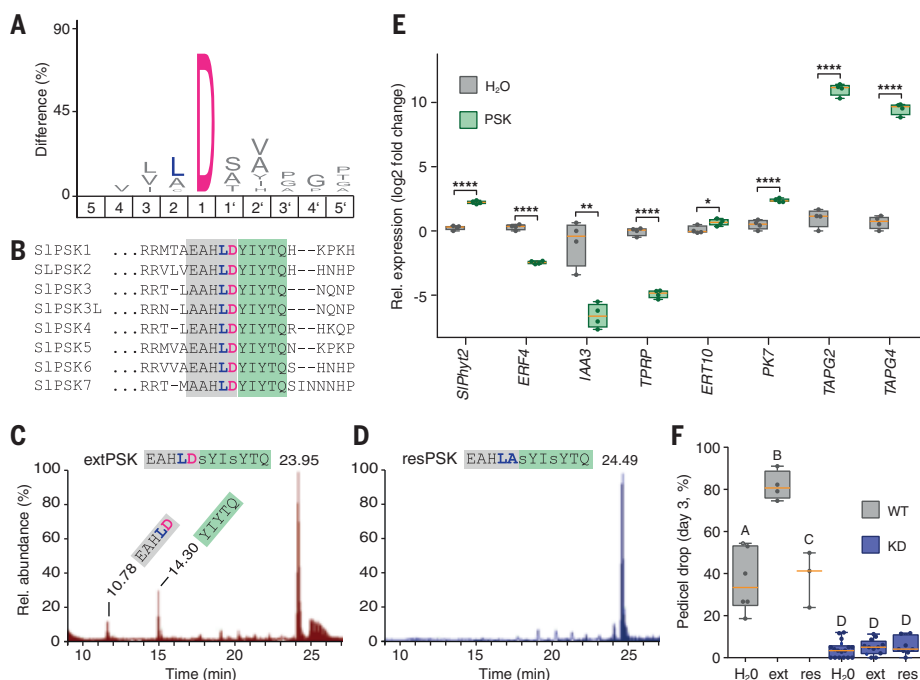 A
90
45
0
Difference (%)
V
L
V
I
L
A
C
D
S
A
T
V
A
Y
I
H
P
G
A
G
P
T
G
A
5 4 3 2 1 1' 2' 3' 4' 5'
B
SlPSK1 ...RRMTAEAHLDYIYTQH--KPKH
SLPSK2 ...RRVLVEAHLDYIYTQ---HHNHP
SlPSK3 ...RRT-LAAHLDYIYTQ----NQNP
SlPSK3L ...RRN-LAAHLDYIYTQ----NQNP
SlPSK4 ...RRT-LEAHLDYIYTQR--HKQP
SlPSK5 ...RRMVAEAHLDYIYTQN--KPKP
SlPSK6 ...RRVVAEAHLDYIYTQS--HHNP
SlPSK7 ...RRT-MAAHLDYIYTQSINNNHP
C
extPSK EAHLDsYIsYTQ 23.95
100
80
60
40
20
0
Rel. abundance (%)
10.78 EAHLD
14.30 YIYTQ
10 15 20 25
Time (min)
D
resPSK EAHLAsYIsYTQ 24.49
100
80
60
40
20
0
10 15 20 25
Time (min)
E
H₂O
PSK
Rel. expression (log2 fold change)
10
5
0
-5
****
****
**
****
*
****
****
****
SlPhyt2
ERF4
IAA3
TPRP
ERT10
PK7
TAPG2
TAPG4
F
Pedicel drop (day 3, %)
100
80
60
40
20
0
A
B
C
D
D
D
WT
KD
H₂0 ext res H₂0 ext res